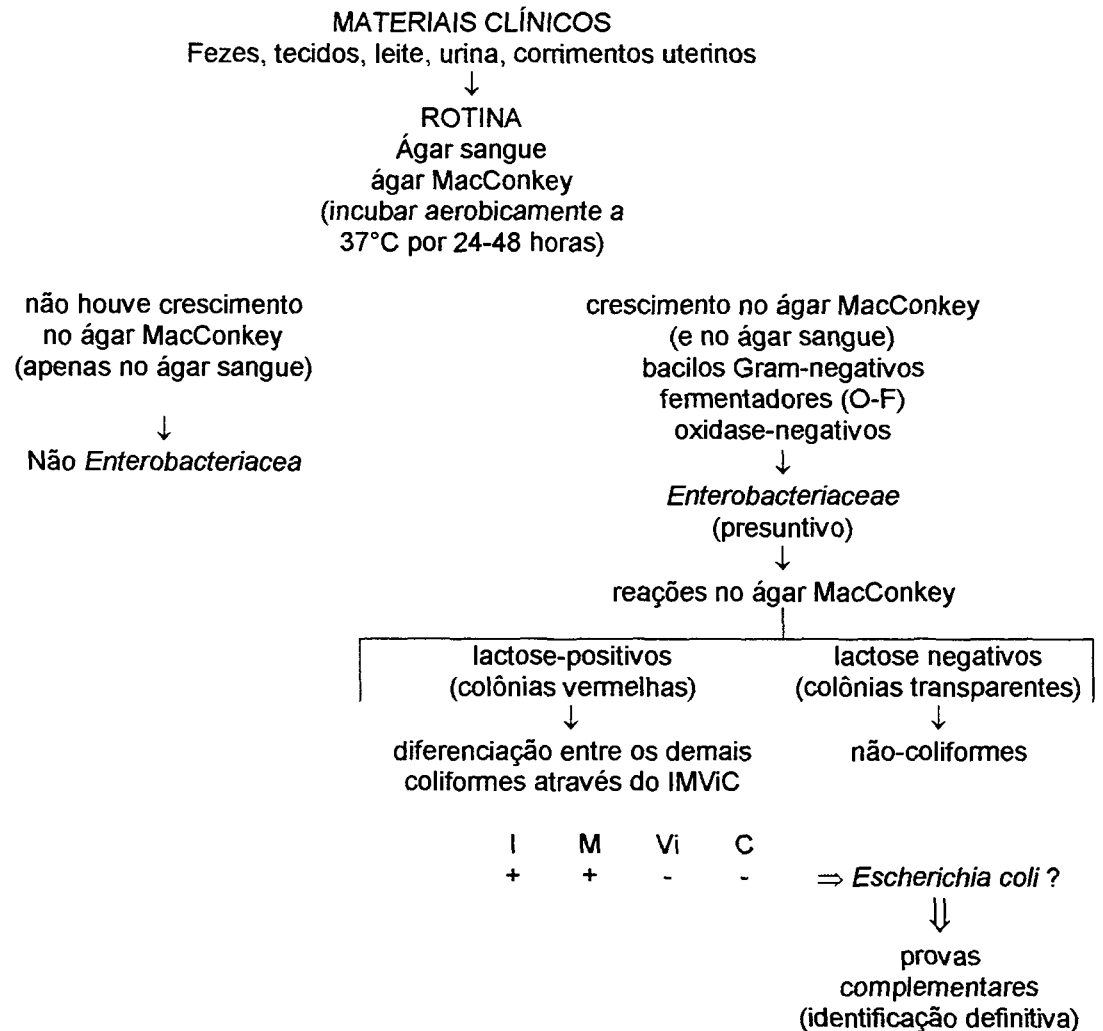 MATERIAIS CLÍNICOS
Fezes, tecidos, leite, urina, corrimentos uterinos
↓
ROTINA
Ágar sangue
ágar MacConkey
(incubar aerobicamente a
37°C por 24-48 horas)
não houve crescimento
no ágar MacConkey
(apenas no ágar sangue)
↓
Não Enterobacteriacea
crescimento no ágar MacConkey
(e no ágar sangue)
bacilos Gram-negativos
fermentadores (O-F)
oxidase-negativos
↓
Enterobacteriaceae
(presuntivo)
↓
reações no ágar MacConkey
lactose-positivos
(colônias vermelhas)
↓
diferenciação entre os demais
coliformes através do IMViC
lactose negativos
(colônias transparentes)
↓
não-coliformes
I M Vi C
+ + - - ⇒ Escherichia coli ?
⇓
provas
complementares
(identificação definitiva)